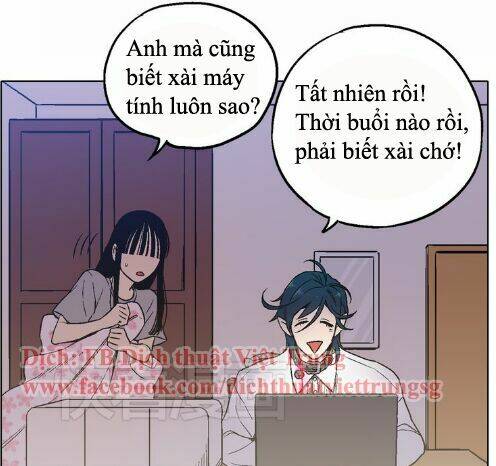 Anh mà cũng
biết xài máy
tính luôn sao?
Tất nhiên rồi!
Thời buổi nào rồi,
phải biết xài chớ!
Dịch: FB Dịch thuật Việt Trung
www.facebook.com/dichthuatviettrungsg